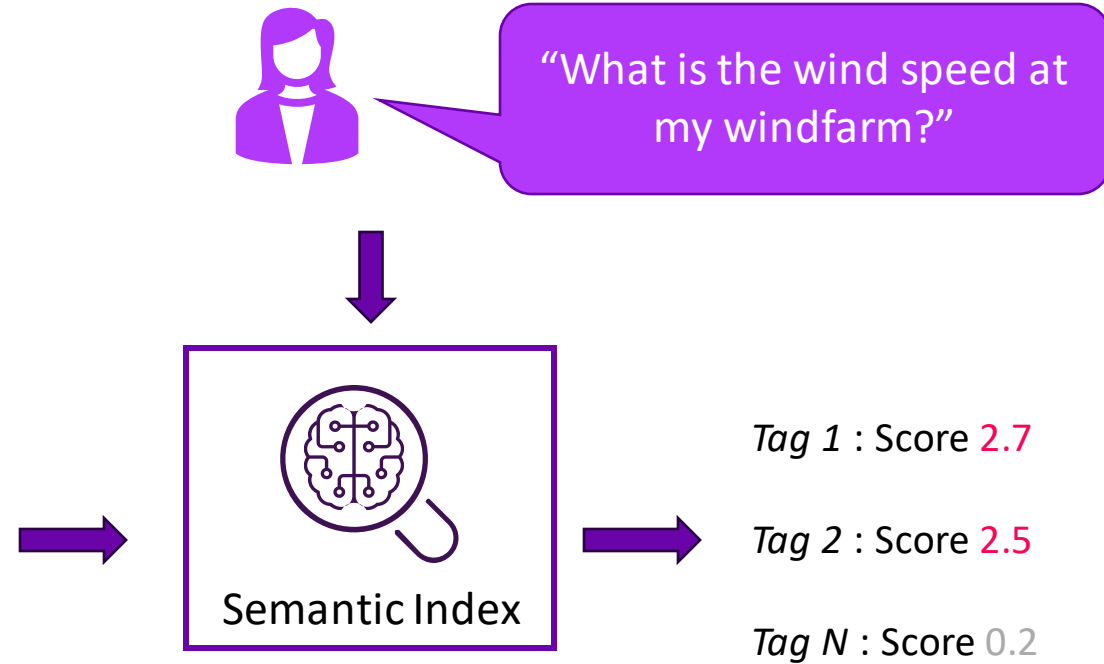 “What is the wind speed at
my windfarm?”
Semantic Index
Tag 1 : Score 2.7
Tag 2 : Score 2.5
Tag N : Score 0.2